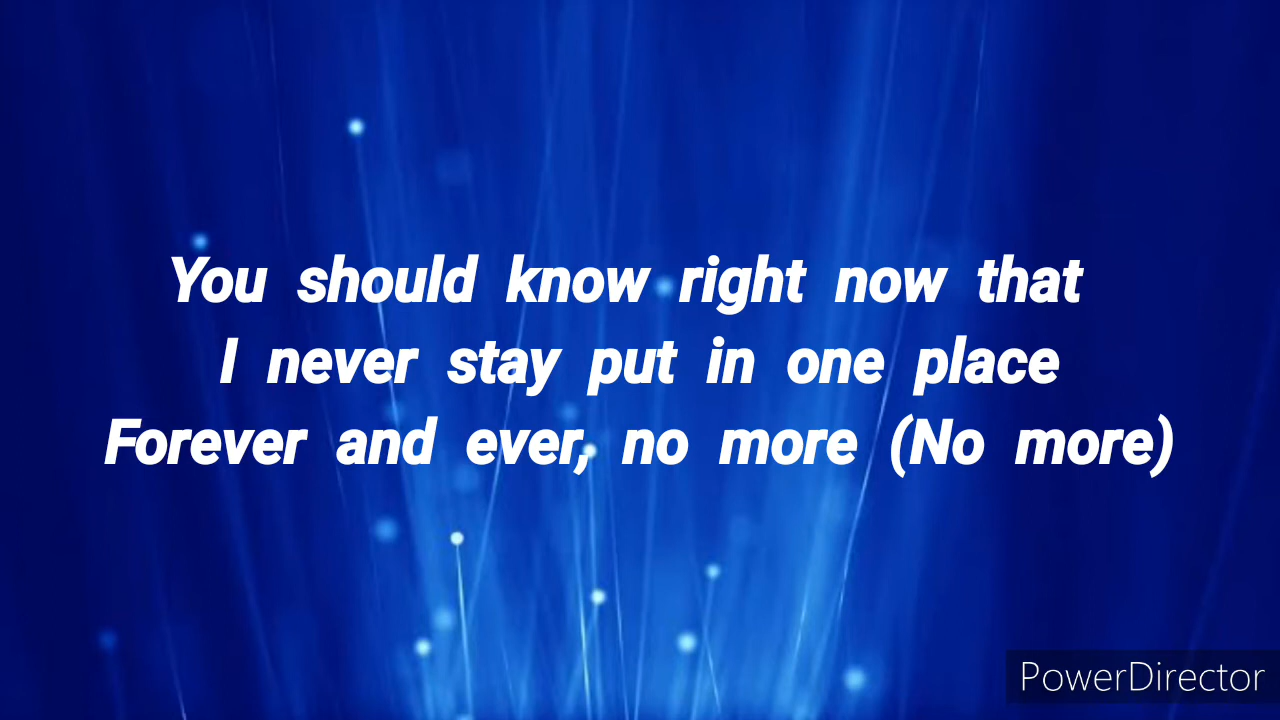 You should know right now that
I never stay put in one place
Forever and ever, no more (No more)
PowerDirector